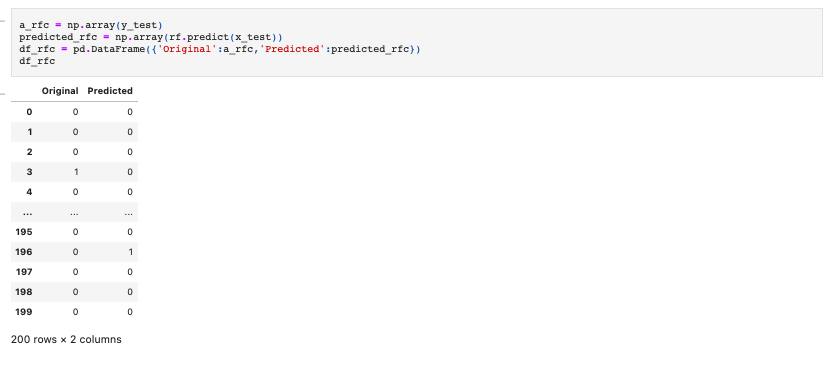 a_rfc = np.array(y_test)
predicted_rfc = np.array(rf.predict(x_test))
df_rfc = pd.DataFrame({'Original':a_rfc,'Predicted':predicted_rfc})
df_rfc
Original Predicted
0 0 0
1 0 0
2 0 0
3 1 0
4 0 0
... ... ...
195 0 0
196 0 1
197 0 0
198 0 0
199 0 0
200 rows × 2 columns